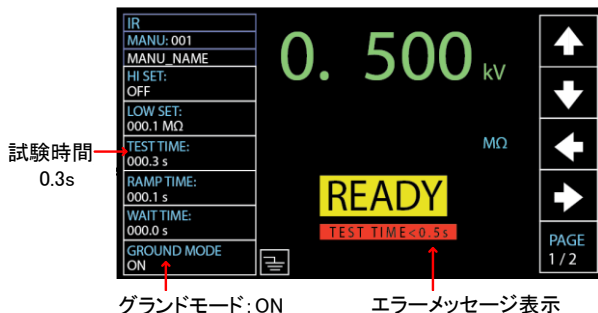 IR
MANU: 001
MANU_NAME
HI SET:
OFF
LOW SET:
000.1 MΩ
TEST TIME:
000.3 s
RAMP TIME:
000.1 s
WAIT TIME:
000.0 s
GROUND MODE
ON
0. 500 kV
MΩ
READY
TEST TIME<0.5s
PAGE
1 / 2
試験時間
0.3s
グランドモード: ON
エラーメッセージ表示